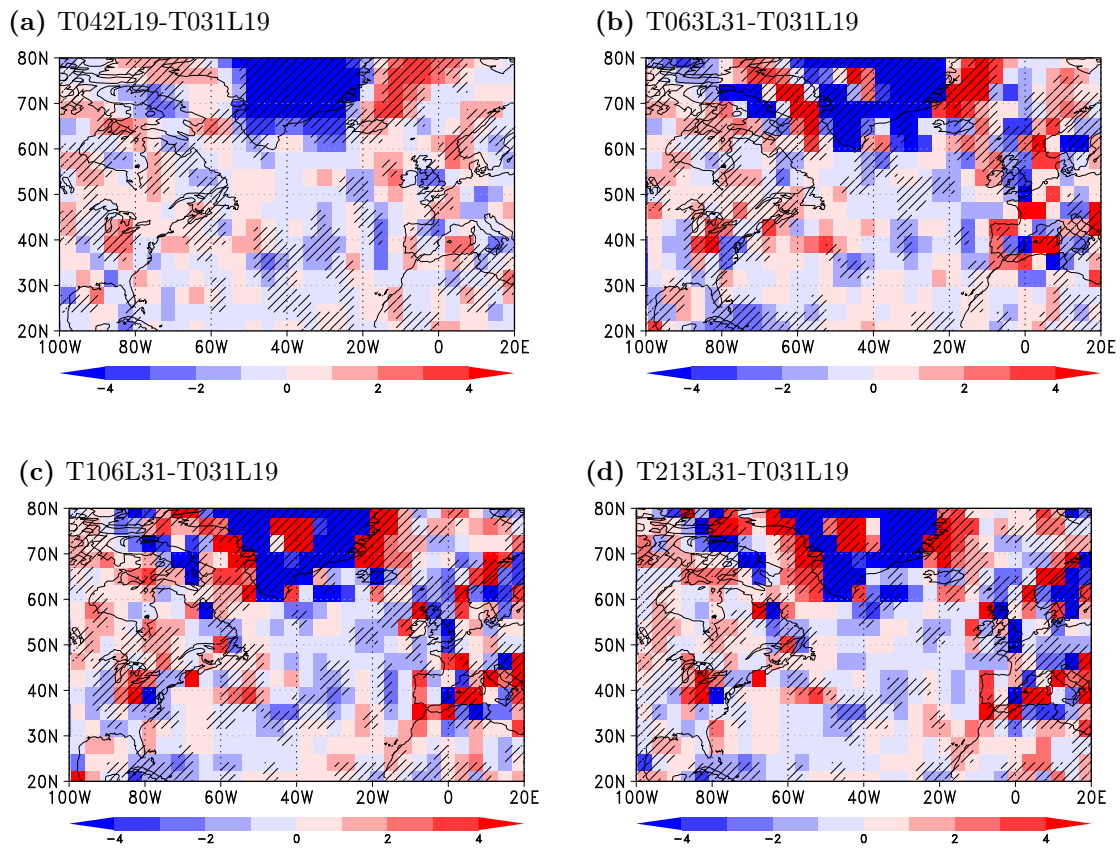 (a) T042L19-T031L19
80N
70N
60N
50N
40N
30N
20N
100W 80W 60W 40W 20W 0 20E
−4 −2 0 2 4
(b) T063L31-T031L19
80N
70N
60N
50N
40N
30N
20N
100W 80W 60W 40W 20W 0 20E
−4 −2 0 2 4
(c) T106L31-T031L19
80N
70N
60N
50N
40N
30N
20N
100W 80W 60W 40W 20W 0 20E
−4 −2 0 2 4
(d) T213L31-T031L19
80N
70N
60N
50N
40N
30N
20N
100W 80W 60W 40W 20W 0 20E
−4 −2 0 2 4